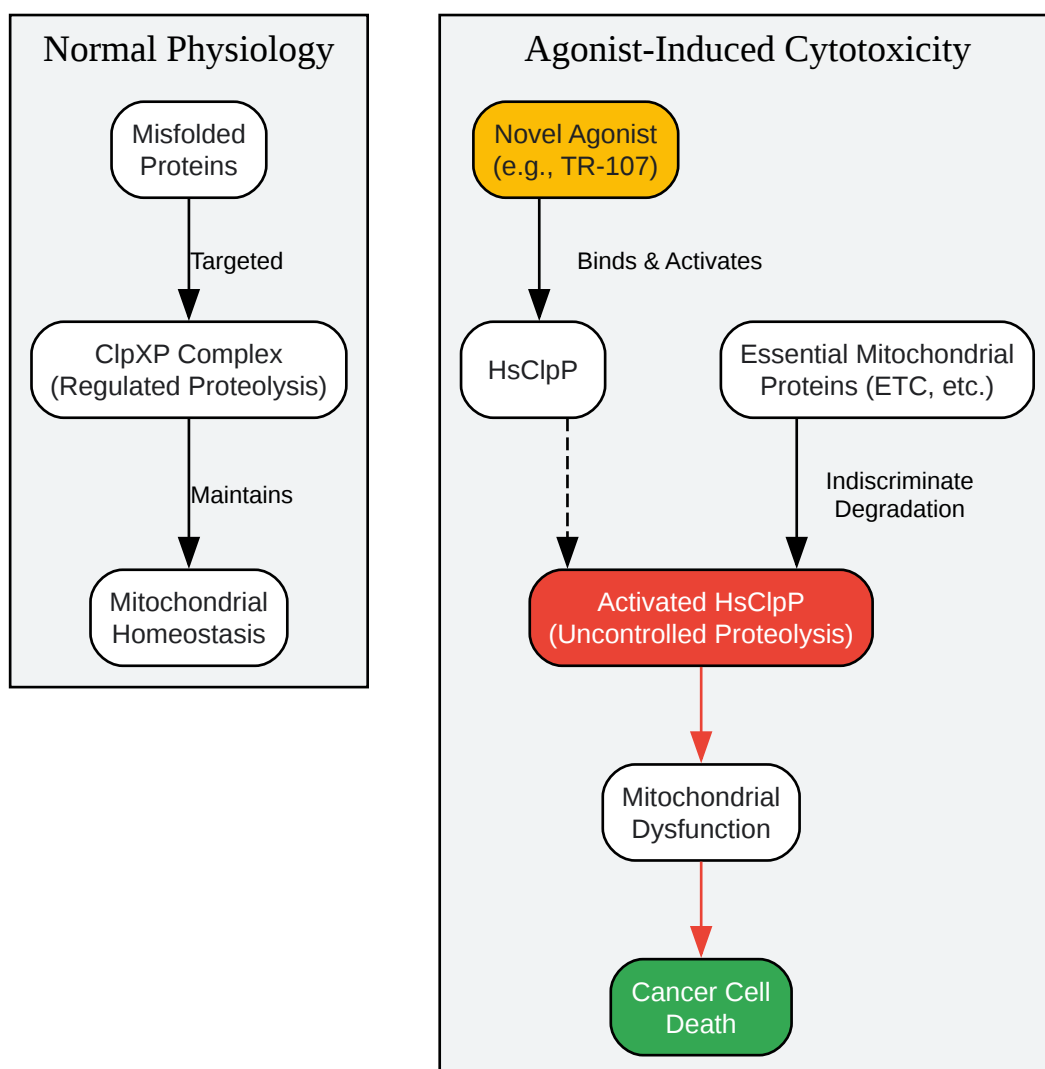 Normal Physiology
Misfolded
Proteins
Targeted
ClpXP Complex
(Regulated Proteolysis)
Maintains
Mitochondrial
Homeostasis
Agonist-Induced Cytotoxicity
Novel Agonist
(e.g., TR-107)
Binds & Activates
HsClpP
Essential Mitochondrial
Proteins (ETC, etc.)
Indiscriminate
Degradation
Activated HsClpP
(Uncontrolled Proteolysis)
Mitochondrial
Dysfunction
Cancer Cell
Death